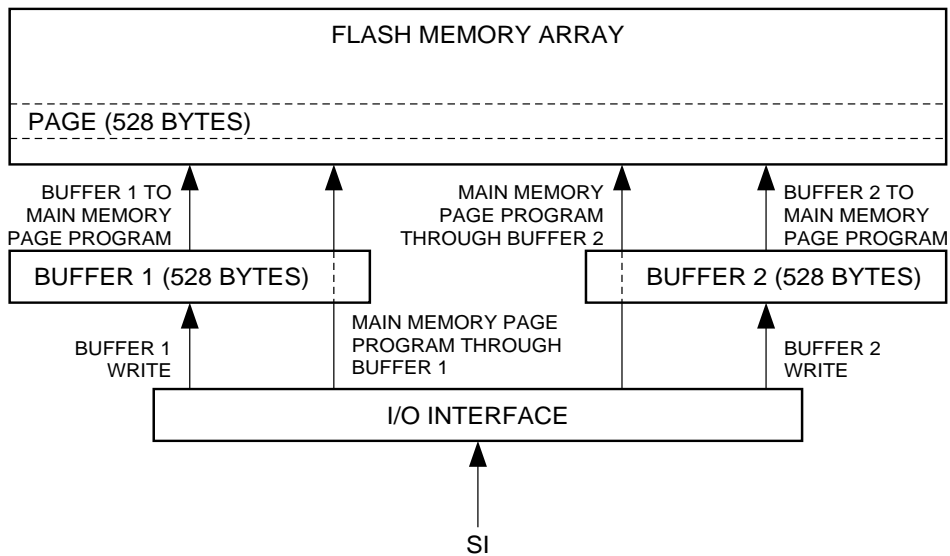 FLASH MEMORY ARRAY
PAGE (528 BYTES)
BUFFER 1 TO
MAIN MEMORY
PAGE PROGRAM
MAIN MEMORY
PAGE PROGRAM
THROUGH BUFFER 2
BUFFER 2 TO
MAIN MEMORY
PAGE PROGRAM
BUFFER 1 (528 BYTES)
BUFFER 2 (528 BYTES)
BUFFER 1
WRITE
MAIN MEMORY PAGE
PROGRAM THROUGH
BUFFER 1
BUFFER 2
WRITE
I/O INTERFACE
SI